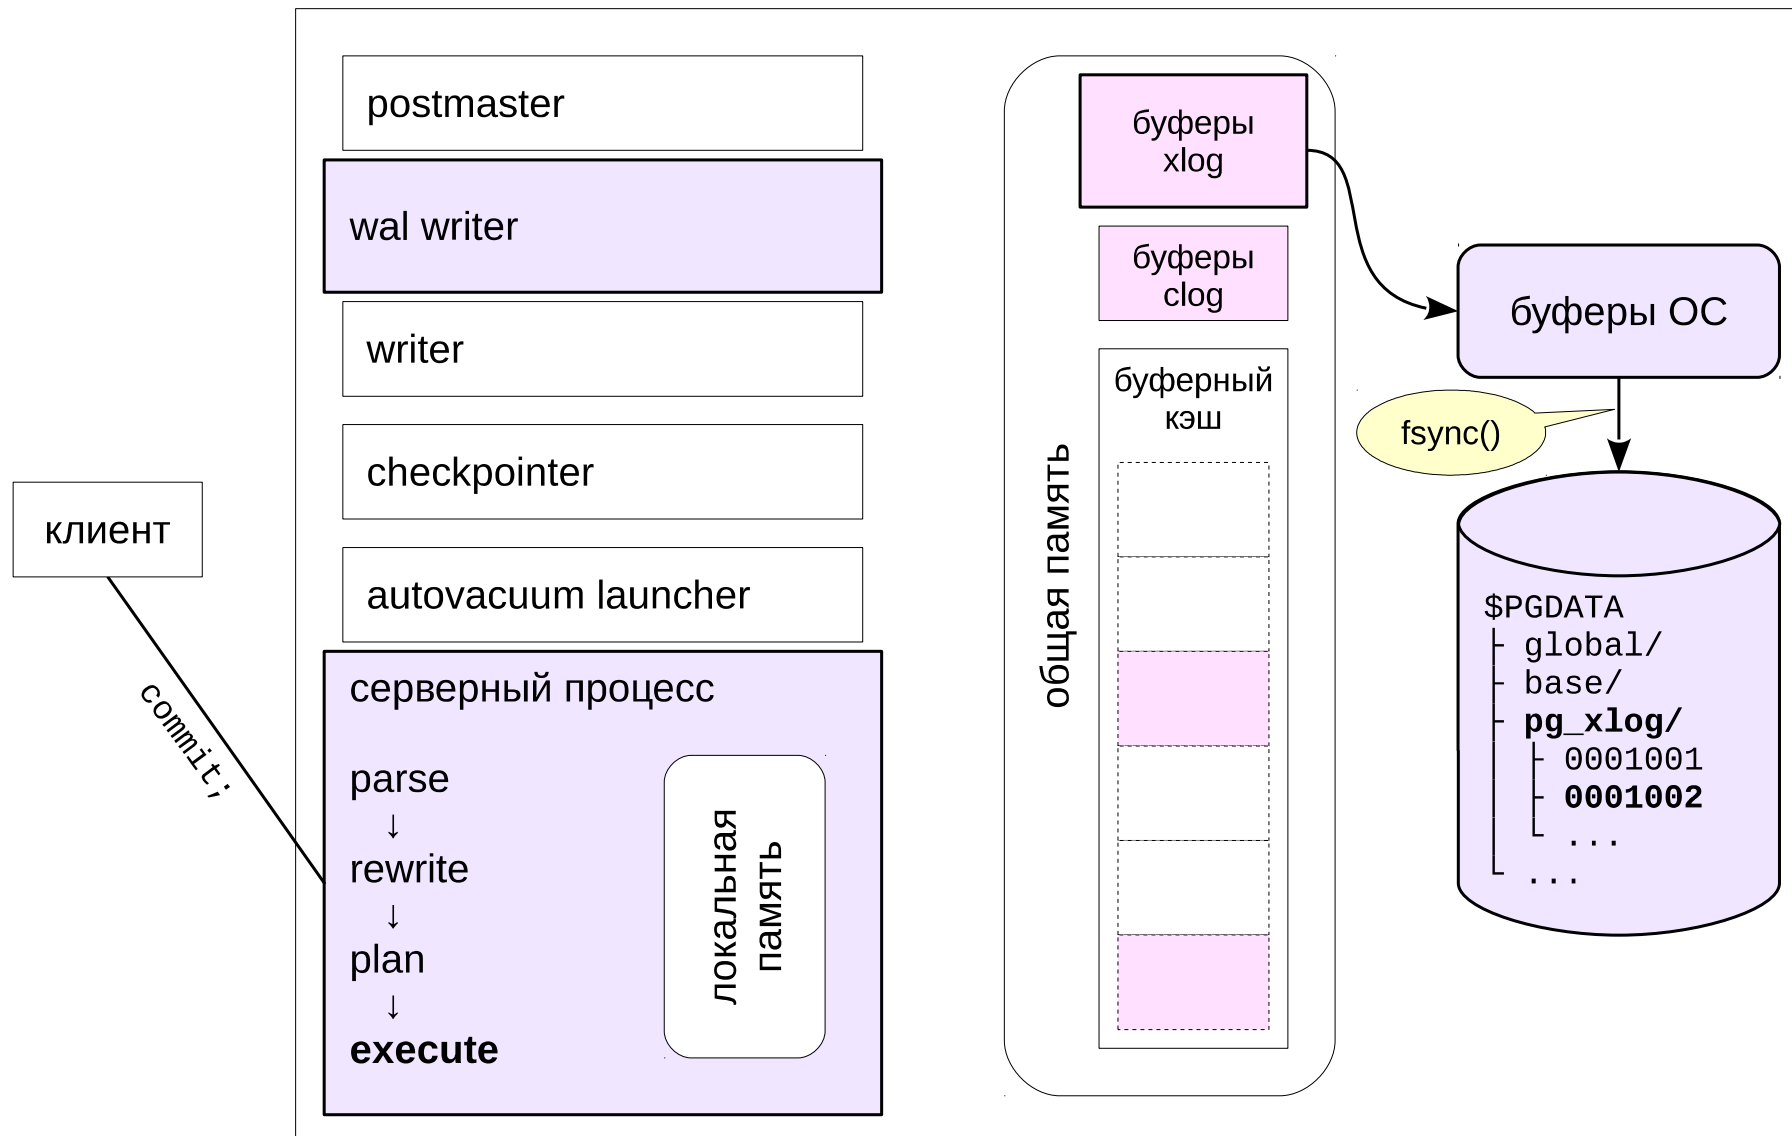 postmaster
wal writer
writer
checkpointer
autovacuum launcher
клиент
commit;
серверный процесс
parse
↓
rewrite
↓
plan
↓
execute
локальная
память
общая память
буферы
xlog
буферы
clog
буферный
кэш
буферы ОС
fsync()
$PGDATA
├ global/
├ base/
├ pg_xlog/
│ ├ 0001001
│ ├ 0001002
│ └ ...
└ ...